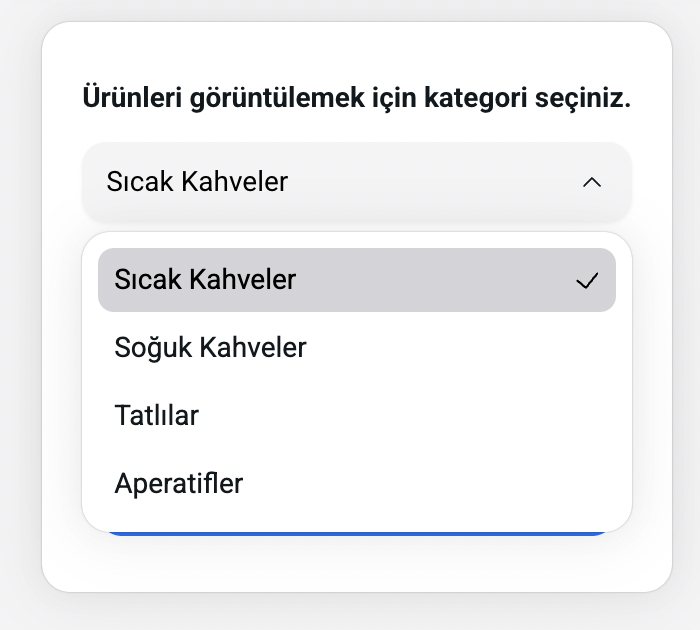 Ürünleri görüntülemek için kategori seçiniz.
Sıcak Kahveler
Sıcak Kahveler
Soğuk Kahveler
Tatlılar
Aperatifler